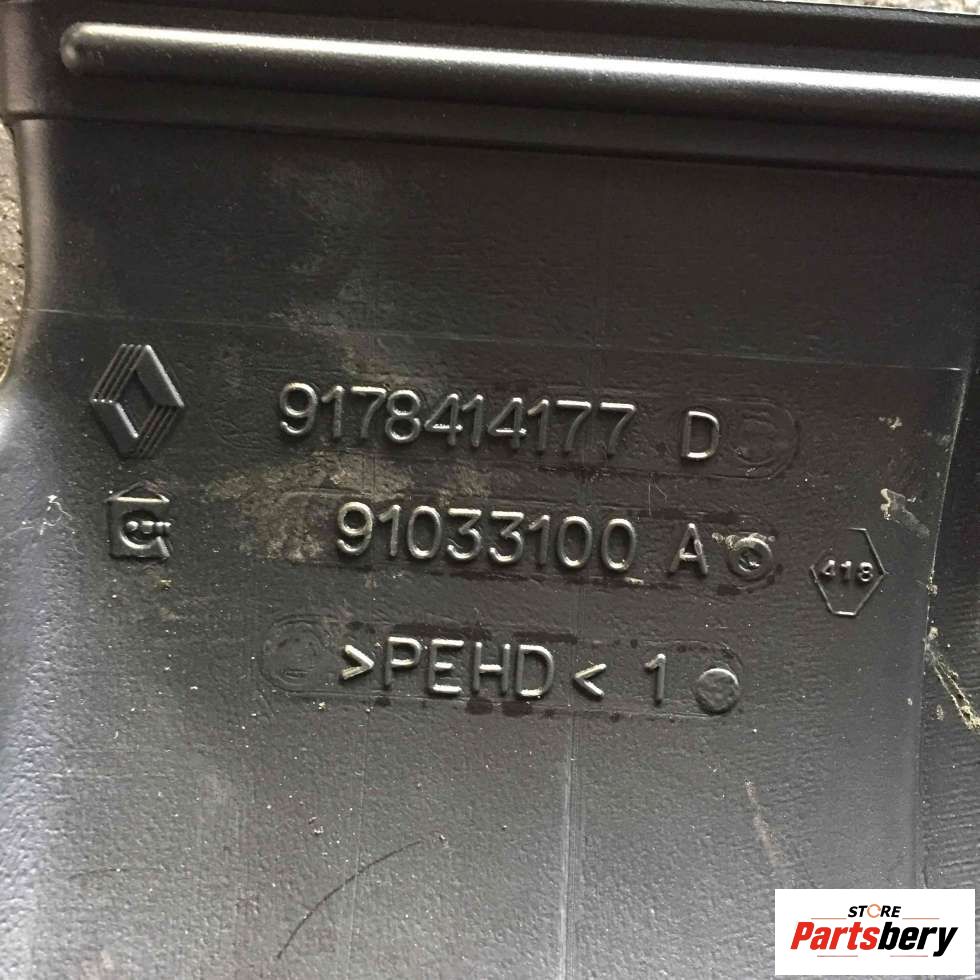 9178414177 D
91033100 A
418
>PEHD< 1
STORE
Partsbery